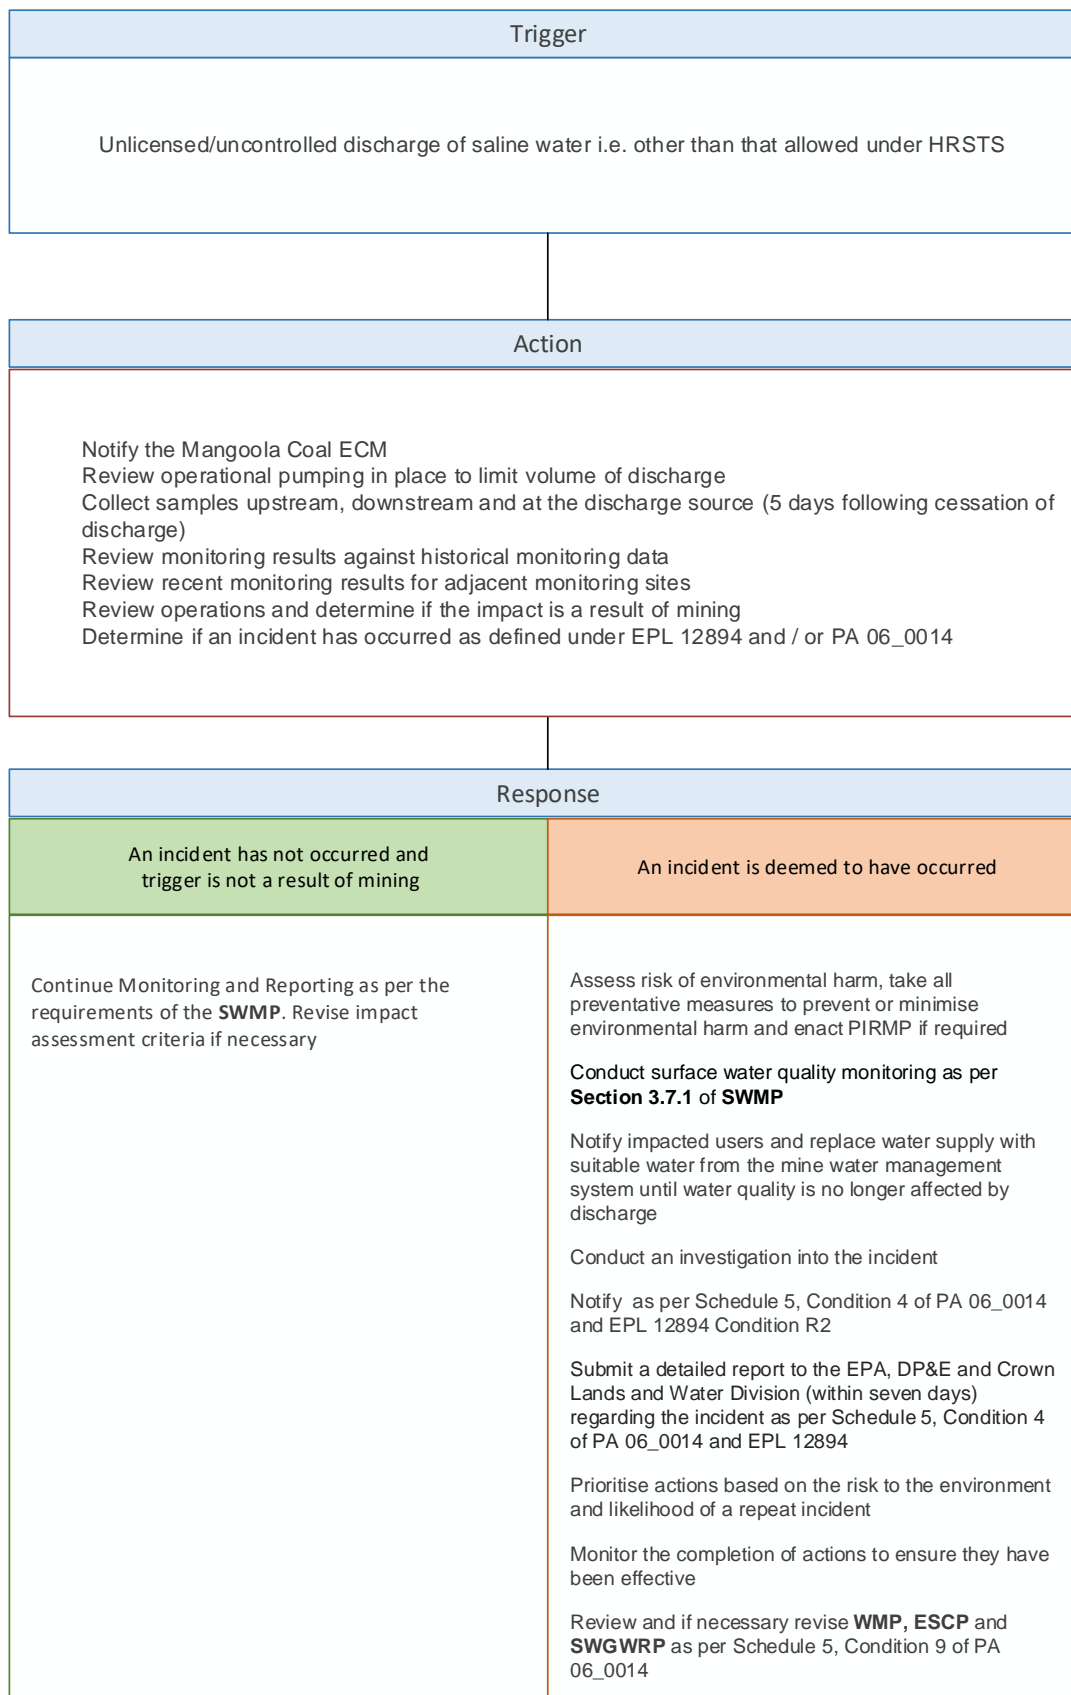 Trigger
Unlicensed/uncontrolled discharge of saline water i.e. other than that allowed under HRSTS
Action
Notify the Mangoola Coal ECM
Review operational pumping in place to limit volume of discharge
Collect samples upstream, downstream and at the discharge source (5 days following cessation of
discharge)
Review monitoring results against historical monitoring data
Review recent monitoring results for adjacent monitoring sites
Review operations and determine if the impact is a result of mining
Determine if an incident has occurred as defined under EPL 12894 and / or PA 06_0014
Response
An incident has not occurred and
trigger is not a result of mining
Continue Monitoring and Reporting as per the
requirements of the SWMP. Revise impact
assessment criteria if necessary
An incident is deemed to have occurred
Assess risk of environmental harm, take all
preventative measures to prevent or minimise
environmental harm and enact PIRMP if required
Conduct surface water quality monitoring as per
Section 3.7.1 of SWMP
Notify impacted users and replace water supply with
suitable water from the mine water management
system until water quality is no longer affected by
discharge
Conduct an investigation into the incident
Notify as per Schedule 5, Condition 4 of PA 06_0014
and EPL 12894 Condition R2
Submit a detailed report to the EPA, DP&E and Crown
Lands and Water Division (within seven days)
regarding the incident as per Schedule 5, Condition 4
of PA 06_0014 and EPL 12894
Prioritise actions based on the risk to the environment
and likelihood of a repeat incident
Monitor the completion of actions to ensure they have
been effective
Review and if necessary revise WMP, ESCP and
SWGWRP as per Schedule 5, Condition 9 of PA
06_0014